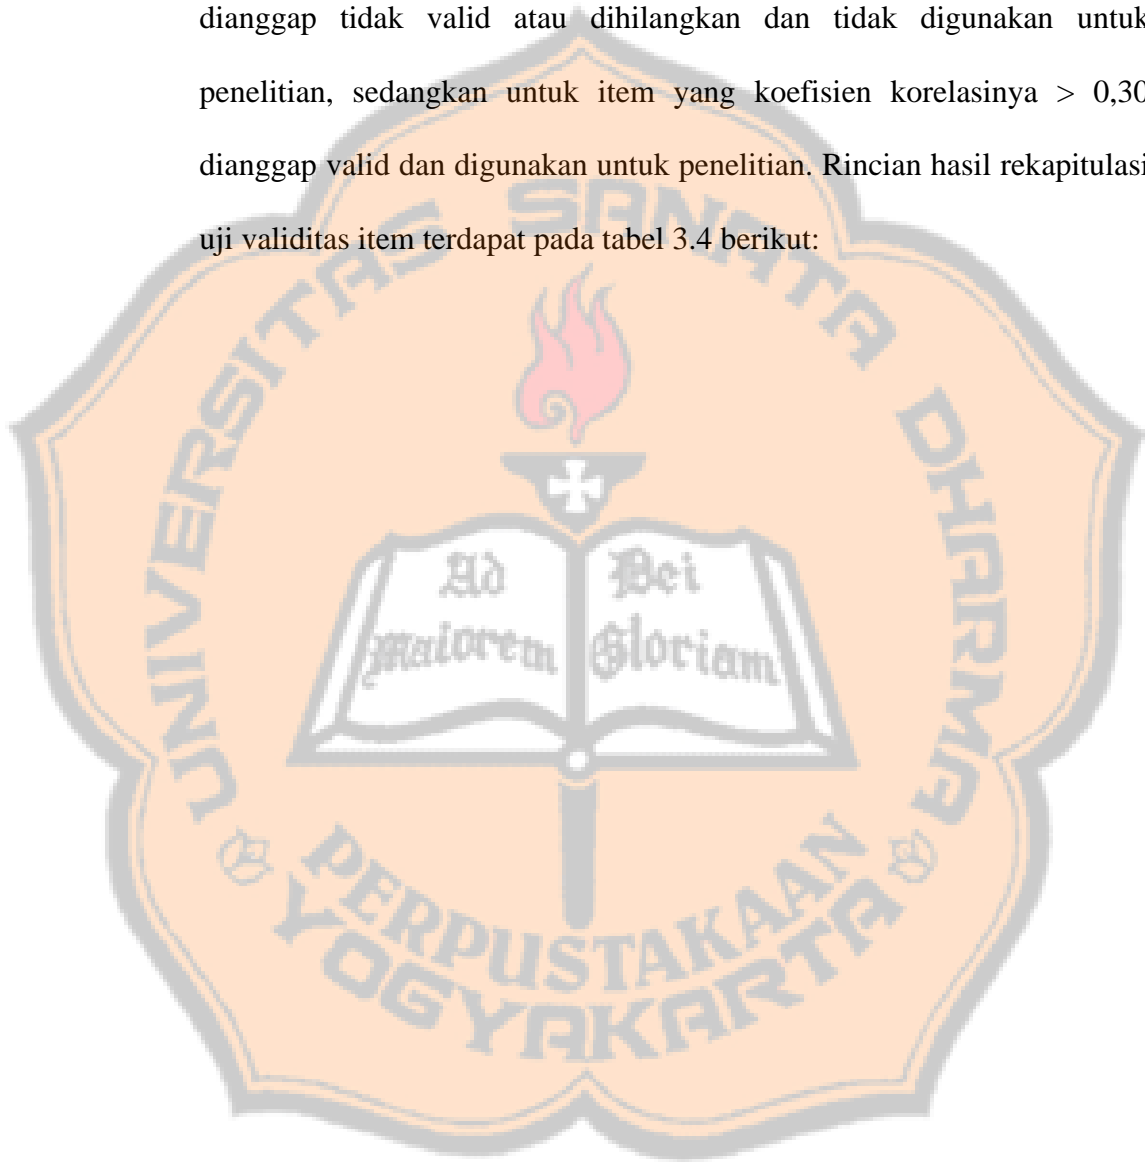 dianggap tidak valid atau dihilangkan dan tidak digunakan untuk
penelitian, sedangkan untuk item yang koefisien korelasinya > 0,30
dianggap valid dan digunakan untuk penelitian. Rincian hasil rekapitulasi
uji validitas item terdapat pada tabel 3.4 berikut:
UNIVERSITAS SANATA DHARMA
Ad Dei
Maiorem Gloriam
PERPUSTAKAAN
YOGYAKARTA